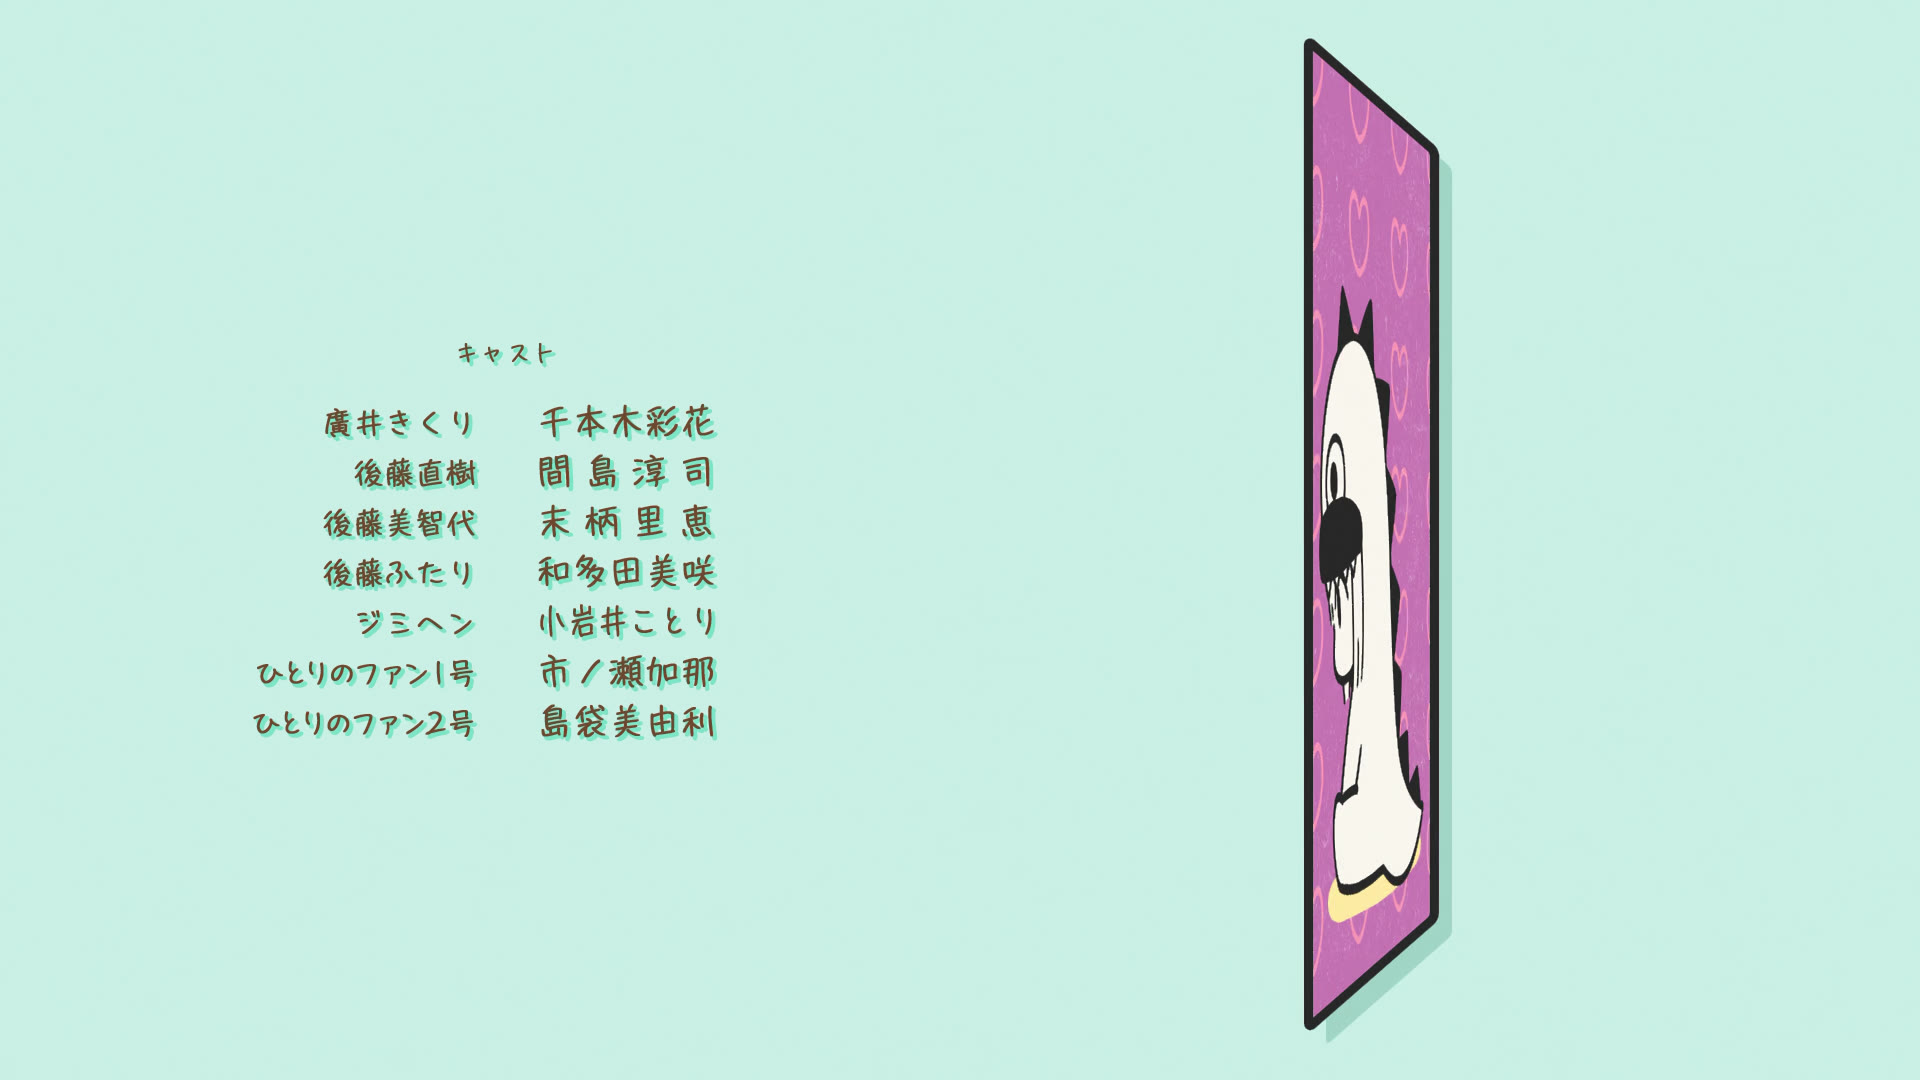 キャスト
廣井きくり 千本木彩花
後藤直樹 間島淳司
後藤美智代 末柄里恵
後藤ふたり 和多田美咲
ジミヘン 小岩井ことり
ひとりのファン1号 市ノ瀬加那
ひとりのファン2号 島袋美由利